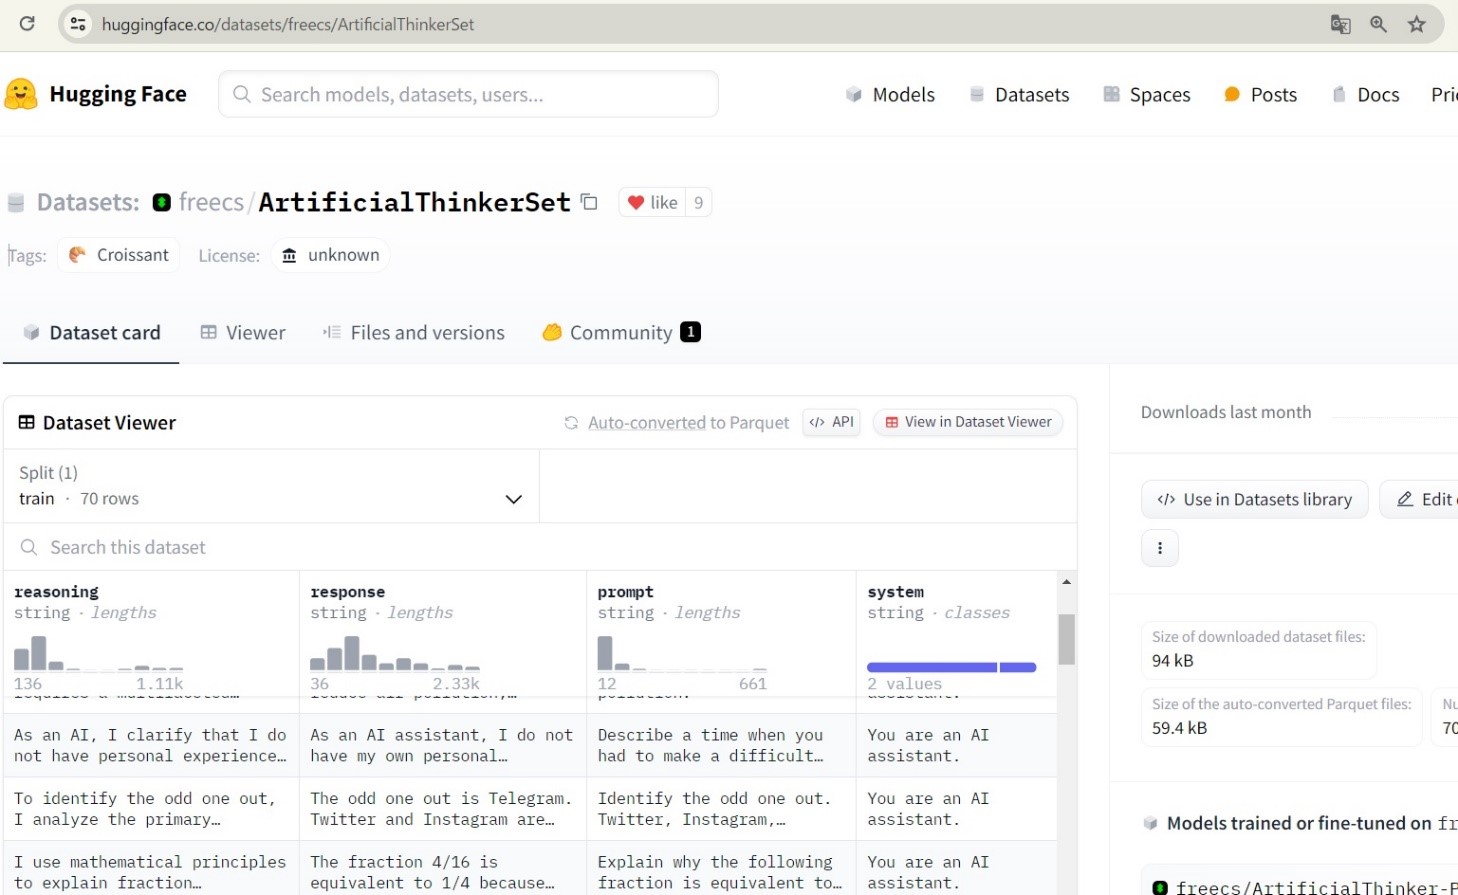 huggingface.co/datasets/freecs/ArtificialThinkerSet
Hugging Face
Search models, datasets, users...
Models
Datasets
Spaces
Posts
Docs
Pri
Datasets: freecs/ArtificialThinkerSet
like 9
Tags: Croissant License: unknown
Dataset card
Viewer
Files and versions
Community 1
Dataset Viewer
Auto-converted to Parquet
</> API
View in Dataset Viewer
Split (1)
train · 70 rows
Search this dataset
reasoning
string · lengths
136 1.11k
response
string · lengths
36 2.33k
prompt
string · lengths
12 661
system
string · classes
2 values
pollution.
assistant.
As an AI, I clarify that I do
not have personal experience…
As an AI assistant, I do not
have my own personal…
Describe a time when you
had to make a difficult…
You are an AI
assistant.
To identify the odd one out,
I analyze the primary…
The odd one out is Telegram.
Twitter and Instagram are…
Identify the odd one out.
Twitter, Instagram,…
You are an AI
assistant.
I use mathematical principles
to explain fraction…
The fraction 4/16 is
equivalent to 1/4 because…
Explain why the following
fraction is equivalent to…
You are an AI
assistant.
Downloads last month
</> Use in Datasets library
Edit
Size of downloaded dataset files:
94 kB
Size of the auto-converted Parquet files:
59.4 kB
Nu
70
Models trained or fine-tuned on fr
freecs/ArtificialThinker-P